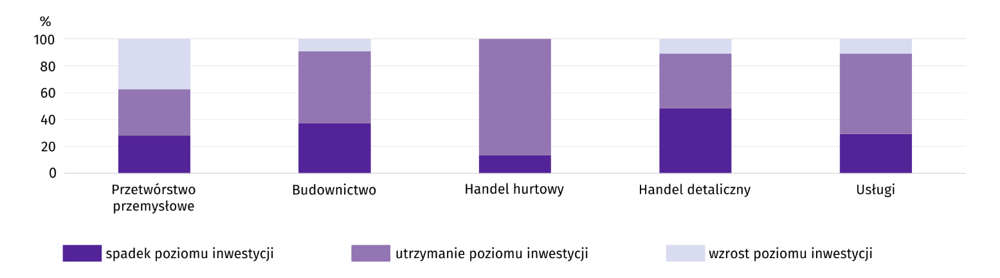 %
100
80
60
40
20
0
Przetwórstwo
przemysłowe
Budownictwo
Handel hurtowy
Handel detaliczny
Usługi
spadek poziomu inwestycji
utrzymanie poziomu inwestycji
wzrost poziomu inwestycji